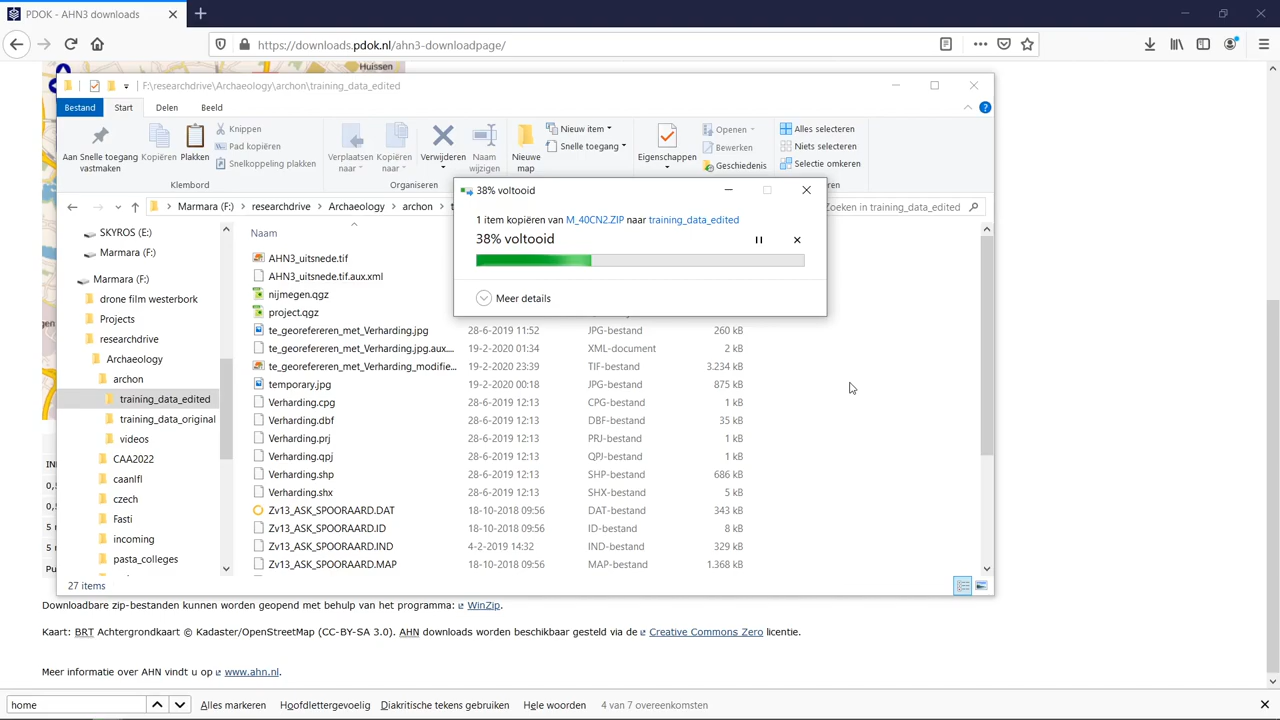 PDOK - AHN3 downloads
https://downloads.pdok.nl/ahn3-downloadpage/
Huissen
F:\researchdrive\Archaeology\archon\training_data_edited
Bestand Start Delen Beeld
Aan Snelle toegang vastmaken
Kopiëren
Plakken
Knippen
Pad kopiëren
Snelkoppeling plakken
Klembord
Verplaatsen naar
Kopiëren naar
Verwijderen
Naam wijzigen
Organiseren
Nieuwe map
Nieuw item
Snelle toegang
Eigenschappen
Openen
Bewerken
Geschiedenis
Alles selecteren
Niets selecteren
Selectie omkeren
Marmara (F:) researchdrive Archaeology archon
Zoeken in training_data_edited
38% voltooid
1 item kopiëren van M_40CN2.ZIP naar training_data_edited
38% voltooid
Meer details
SKYROS (E:)
Marmara (F:)
Marmara (F:)
drone film westerbork
Projects
researchdrive
Archaeology
archon
training_data_edited
training_data_original
videos
CAA2022
caanlfl
czech
Fasti
incoming
pasta_colleges
Naam
AHN3_uitsnede.tif
AHN3_uitsnede.tif.aux.xml
nijmegen.qgz
project.qgz
te_georefereren_met_Verharding.jpg 28-6-2019 11:52 JPG-bestand 260 kB
te_georefereren_met_Verharding.jpg.aux.... 19-2-2020 01:34 XML-document 2 kB
te_georefereren_met_Verharding_modifie... 19-2-2020 23:39 TIF-bestand 3.234 kB
temporary.jpg 19-2-2020 00:18 JPG-bestand 875 kB
Verharding.cpg 28-6-2019 12:13 CPG-bestand 1 kB
Verharding.dbf 28-6-2019 12:13 DBF-bestand 35 kB
Verharding.prj 28-6-2019 12:13 PRJ-bestand 1 kB
Verharding.qpj 28-6-2019 12:13 QPJ-bestand 1 kB
Verharding.shp 28-6-2019 12:13 SHP-bestand 686 kB
Verharding.shx 28-6-2019 12:13 SHX-bestand 5 kB
Zv13_ASK_SPOORAARD.DAT 18-10-2018 09:56 DAT-bestand 343 kB
Zv13_ASK_SPOORAARD.ID 18-10-2018 09:56 ID-bestand 8 kB
Zv13_ASK_SPOORAARD.IND 4-2-2019 14:32 IND-bestand 329 kB
Zv13_ASK_SPOORAARD.MAP 18-10-2018 09:56 MAP-bestand 1.368 kB
27 items
Downloadbare zip-bestanden kunnen worden geopend met behulp van het programma: WinZip.
Kaart: BRT Achtergrondkaart © Kadaster/OpenStreetMap (CC-BY-SA 3.0). AHN downloads worden beschikbaar gesteld via de Creative Commons Zero licentie.
Meer informatie over AHN vindt u op www.ahn.nl.
home
Alles markeren Hoofdlettergevoelig Diakritische tekens gebruiken Hele woorden 4 van 7 overeenkomsten